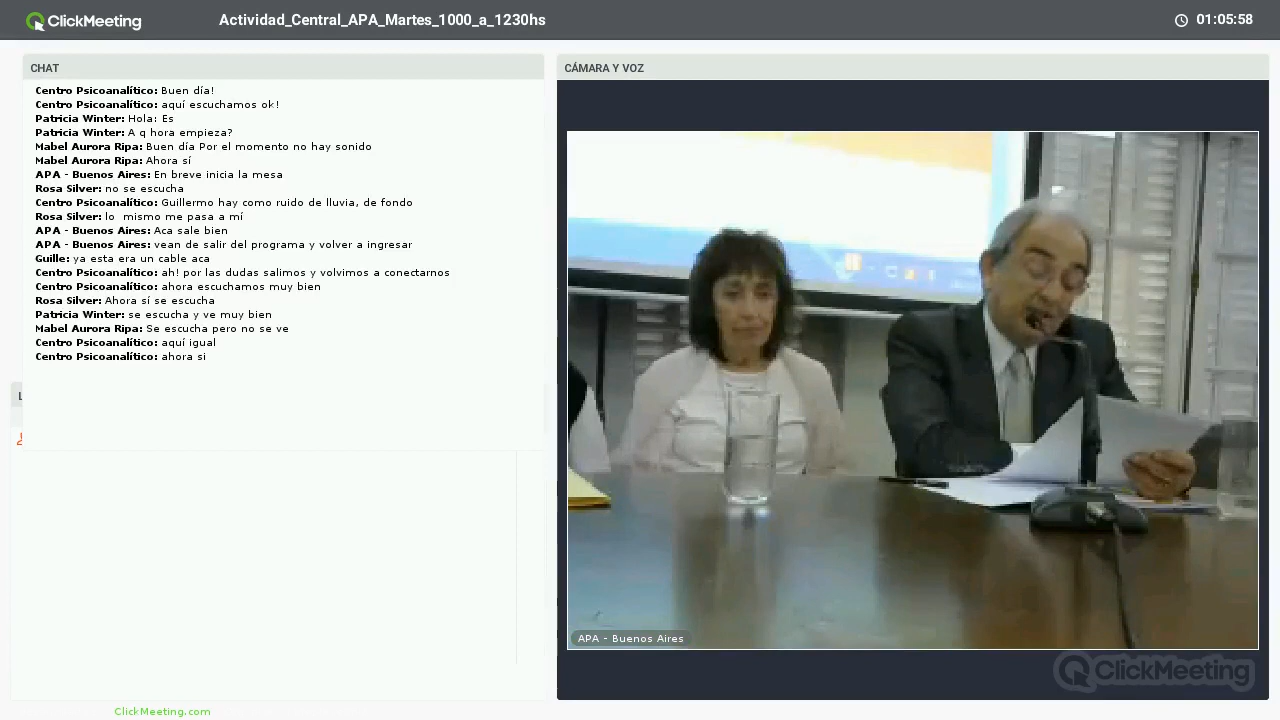 ClickMeeting
Actividad_Central_APA_Martes_1000_a_1230hs
01:05:58
CHAT
Centro Psicoanalítico: Buen día!
Centro Psicoanalítico: aquí escuchamos ok!
Patricia Winter: Hola: Es
Patricia Winter: A q hora empieza?
Mabel Aurora Ripa: Buen día Por el momento no hay sonido
Mabel Aurora Ripa: Ahora sí
APA - Buenos Aires: En breve inicia la mesa
Rosa Silver: no se escucha
Centro Psicoanalítico: Guillermo hay como ruido de lluvia, de fondo
Rosa Silver: lo  mismo me pasa a mí
APA - Buenos Aires: Aca sale bien
APA - Buenos Aires: vean de salir del programa y volver a ingresar
Guille: ya esta era un cable aca
Centro Psicoanalítico: ah! por las dudas salimos y volvimos a conectarnos
Centro Psicoanalítico: ahora escuchamos muy bien
Rosa Silver: Ahora sí se escucha
Patricia Winter: se escucha y ve muy bien
Mabel Aurora Ripa: Se escucha pero no se ve
Centro Psicoanalítico: aquí igual
Centro Psicoanalítico: ahora si
CÁMARA Y VOZ
APA - Buenos Aires
ClickMeeting
ClickMeeting.com